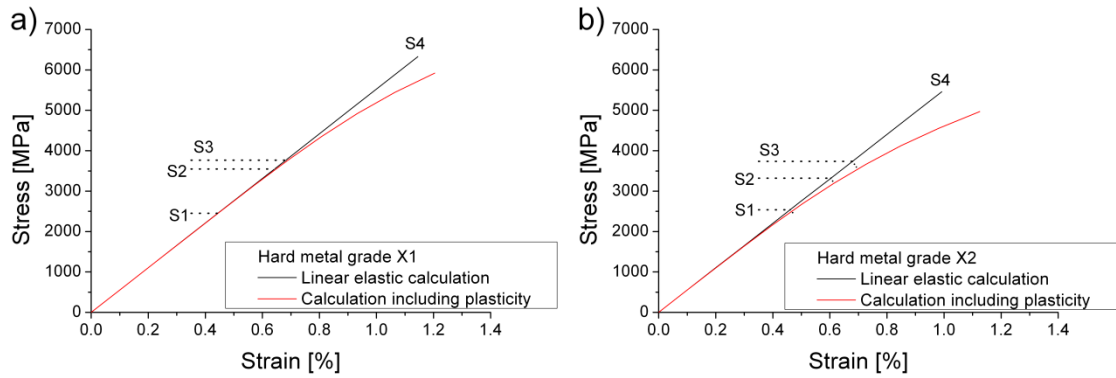 a)
7000
6000
5000
4000
3000
2000
1000
0
Stress [MPa]
S4
S3
S2
S1
Hard metal grade X1
Linear elastic calculation
Calculation including plasticity
0.0 0.2 0.4 0.6 0.8 1.0 1.2 1.4
Strain [%]
b)
7000
6000
5000
4000
3000
2000
1000
0
Stress [MPa]
S4
S3
S2
S1
Hard metal grade X2
Linear elastic calculation
Calculation including plasticity
0.0 0.2 0.4 0.6 0.8 1.0 1.2 1.4
Strain [%]